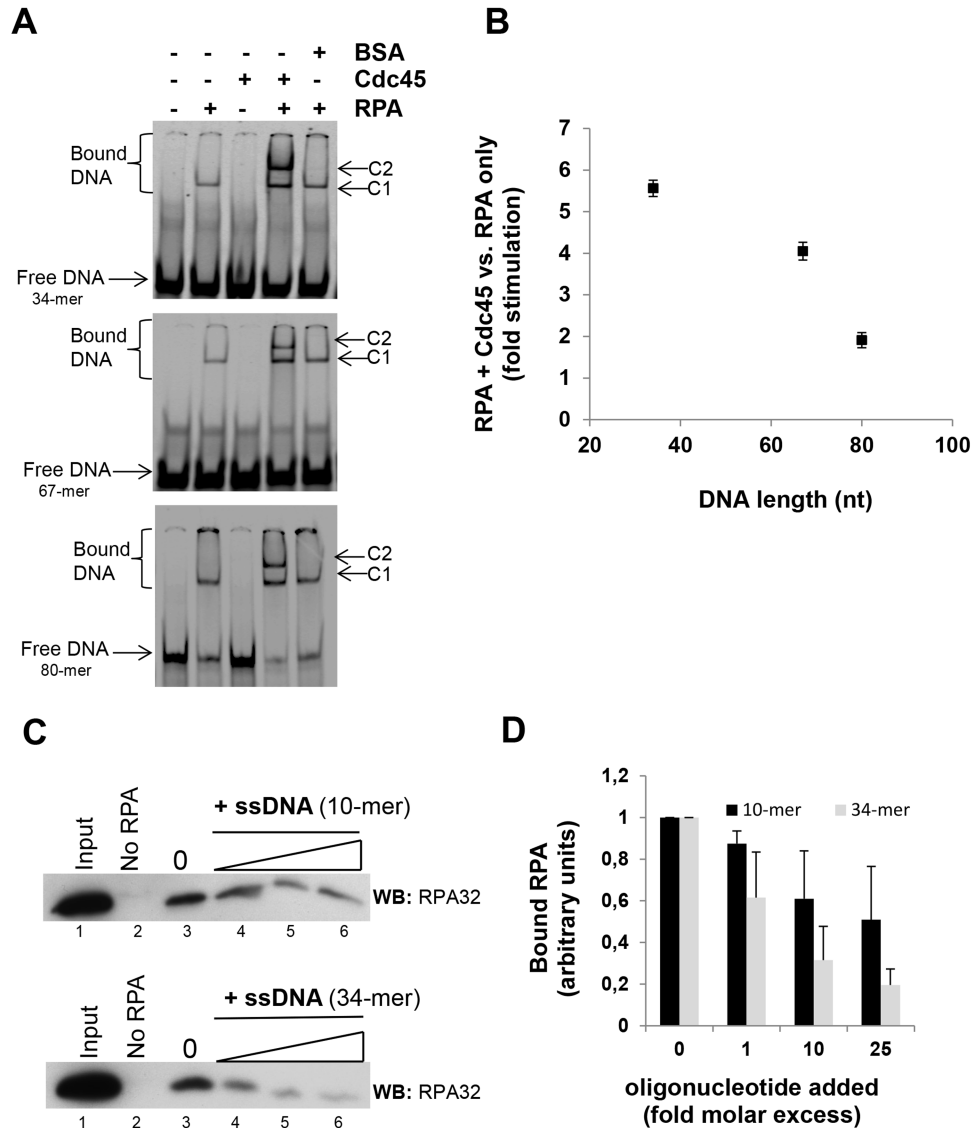 A
- - - - + BSA
- - + + - Cdc45
- + - + + RPA
Bound
DNA
C2
C1
Free DNA
34-mer
Bound
DNA
C2
C1
Free DNA
67-mer
Bound
DNA
C2
C1
Free DNA
80-mer
B
RPA + Cdc45 vs. RPA only
(fold stimulation)
7
6
5
4
3
2
1
0
20 40 60 80 100
DNA length (nt)
C
Input
No RPA
0
+ ssDNA (10-mer)
WB: RPA32
1 2 3 4 5 6
Input
No RPA
0
+ ssDNA (34-mer)
WB: RPA32
1 2 3 4 5 6
D
Bound RPA
(arbitrary units)
1,2
1
0,8
0,6
0,4
0,2
0
10-mer 34-mer
0 1 10 25
oligonucleotide added
(fold molar excess)